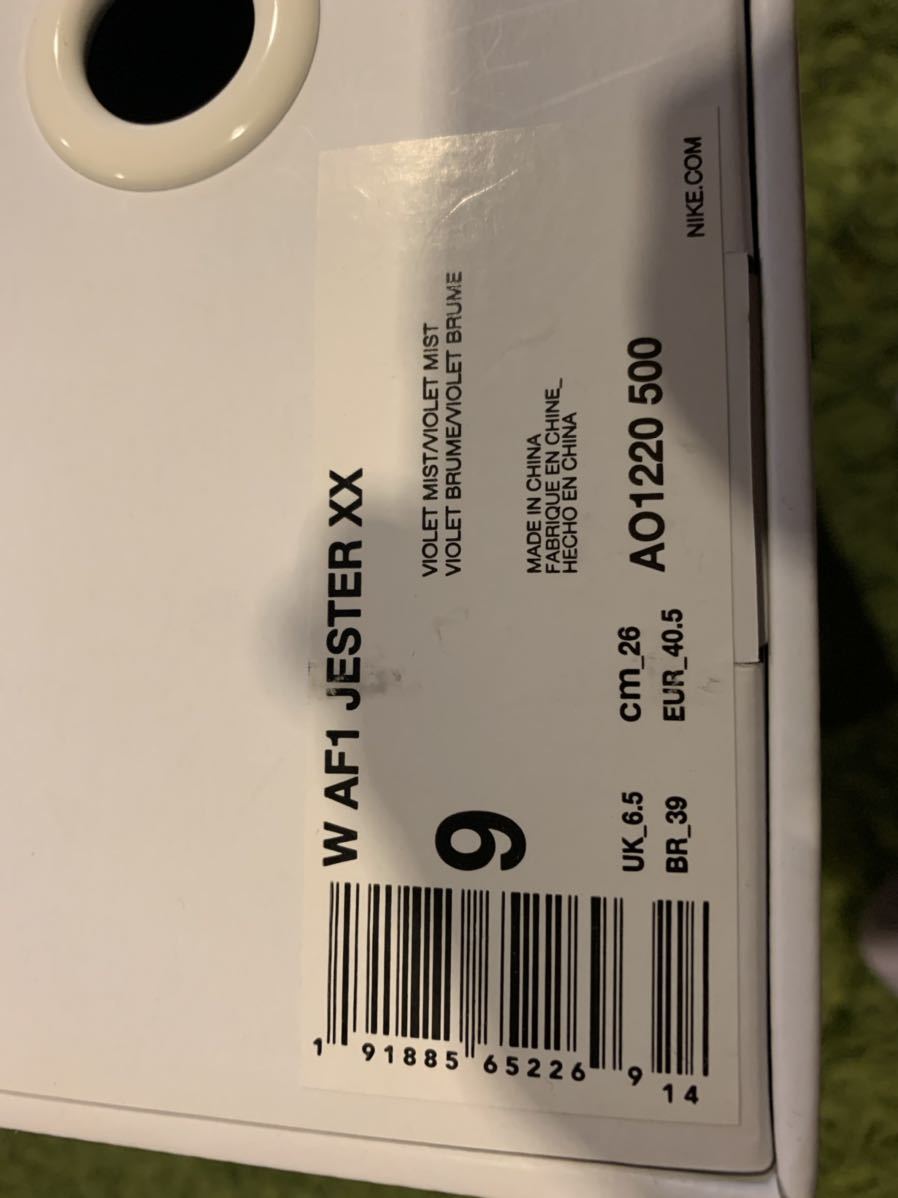 W AF1 JESTER XX
9
VIOLET MIST/VIOLET MIST
VIOLET BRUME/VIOLET BRUME
MADE IN CHINA
FABRIQUE EN CHINE_
HECHO EN CHINA
UK_6.5 cm_26 AO1220 500
BR_39 EUR_40.5
NIKE.COM
1 91885 65226 9 14